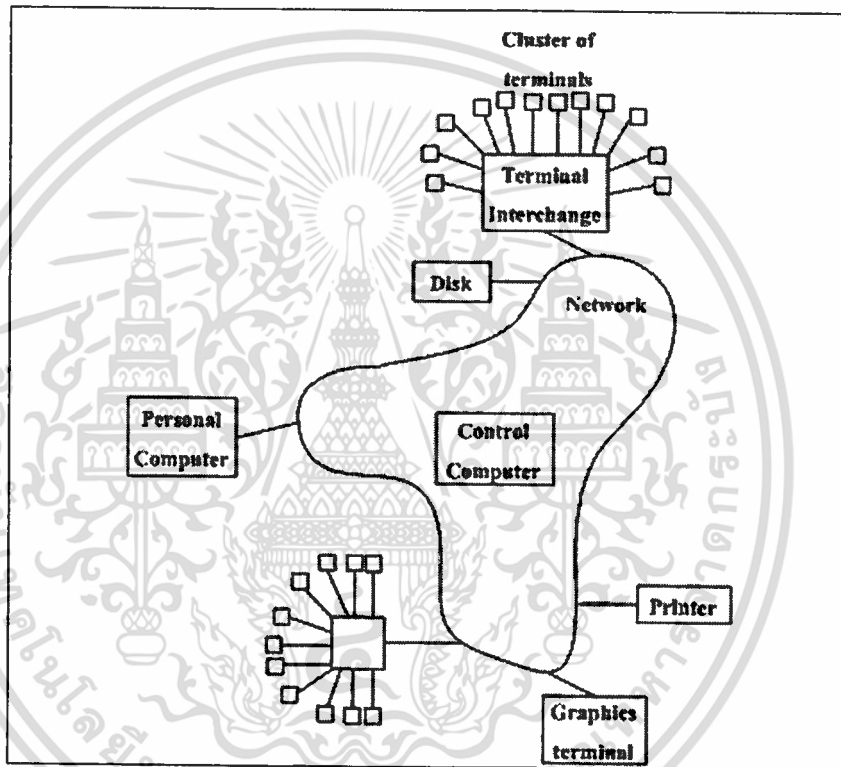 Cluster of
terminals
Terminal
Interchange
Disk
Network
Personal
Computer
Control
Computer
Printer
Graphics
terminal